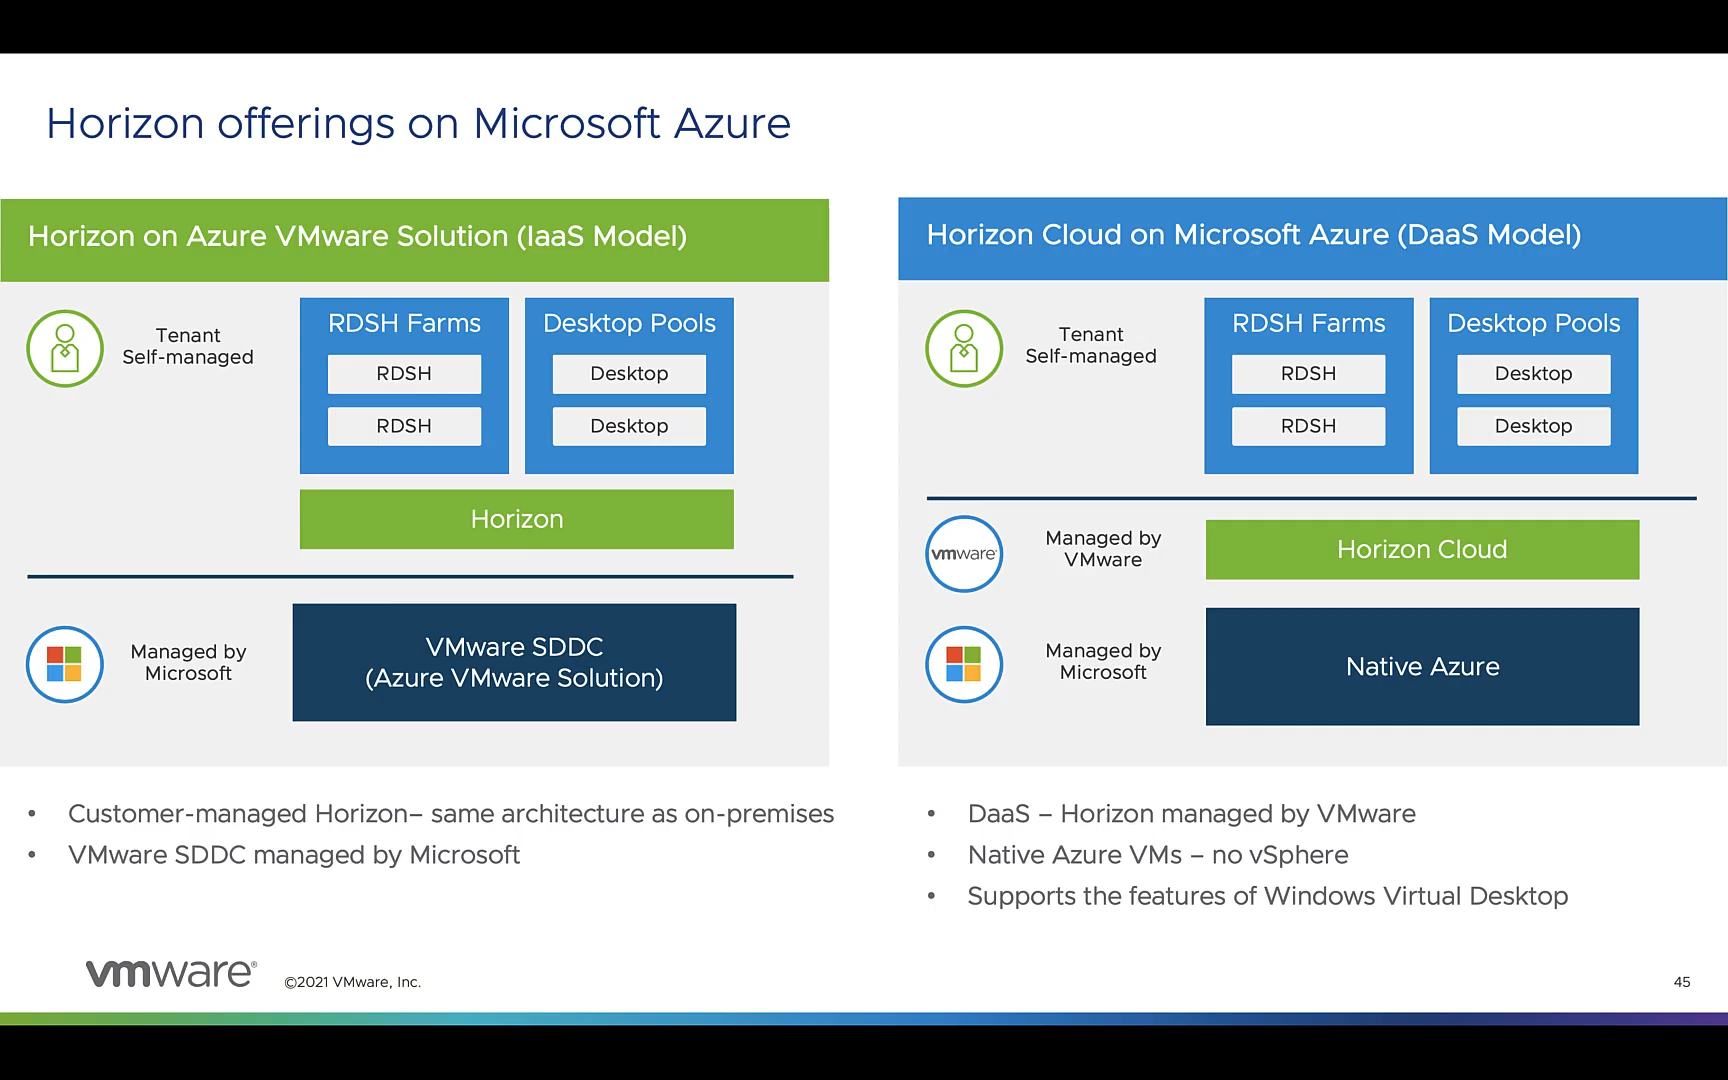 Horizon offerings on Microsoft Azure
Horizon on Azure VMware Solution (IaaS Model)
Tenant
Self-managed
RDSH Farms
RDSH
RDSH
Desktop Pools
Desktop
Desktop
Horizon
Managed by
Microsoft
VMware SDDC
(Azure VMware Solution)
• Customer-managed Horizon– same architecture as on-premises
• VMware SDDC managed by Microsoft
Horizon Cloud on Microsoft Azure (DaaS Model)
Tenant
Self-managed
RDSH Farms
RDSH
RDSH
Desktop Pools
Desktop
Desktop
vmware
Managed by
VMware
Horizon Cloud
Managed by
Microsoft
Native Azure
• DaaS – Horizon managed by VMware
• Native Azure VMs – no vSphere
• Supports the features of Windows Virtual Desktop
vmware® ©2021 VMware, Inc.
45